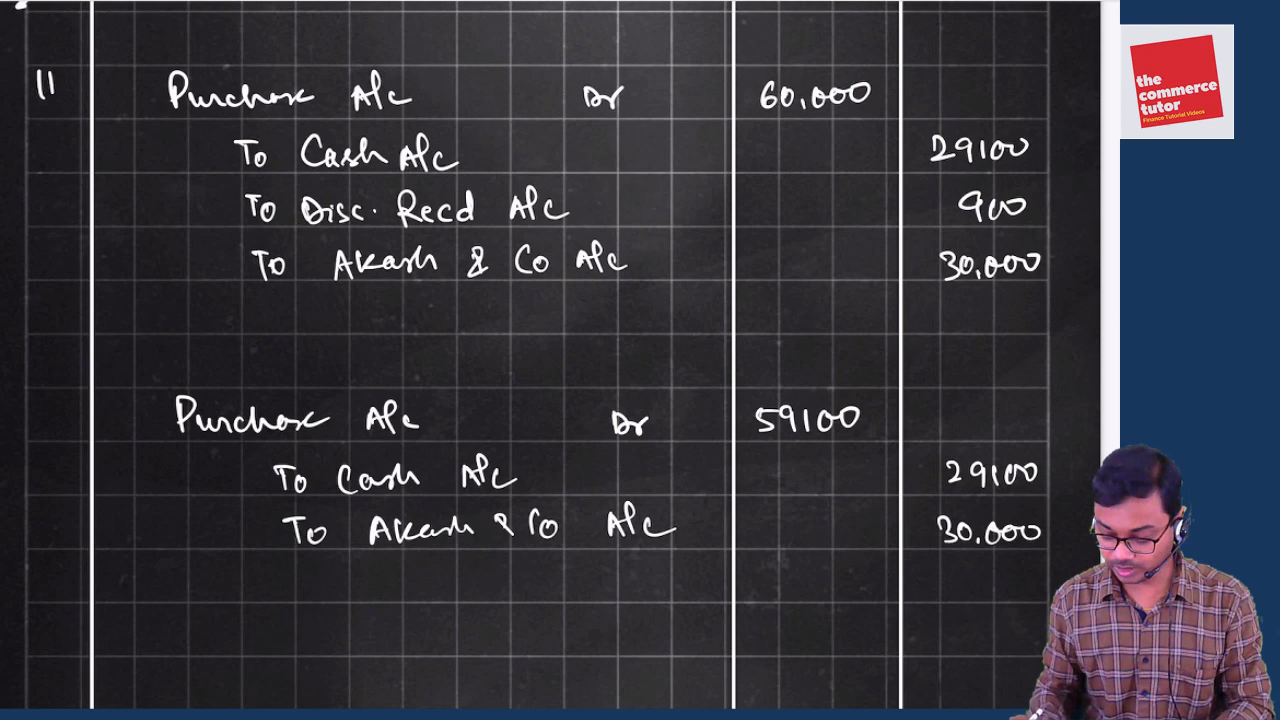 11 Purchase A/c Dr 60,000
To Cash A/c 29100
To Disc. Recd A/c 900
To Akash & Co A/c 30,000
Purchase A/c Dr 59100
To Cash A/c 29100
To Akash & Co A/c 30,000
the
commerce
tutor
Finance Tutorial Videos